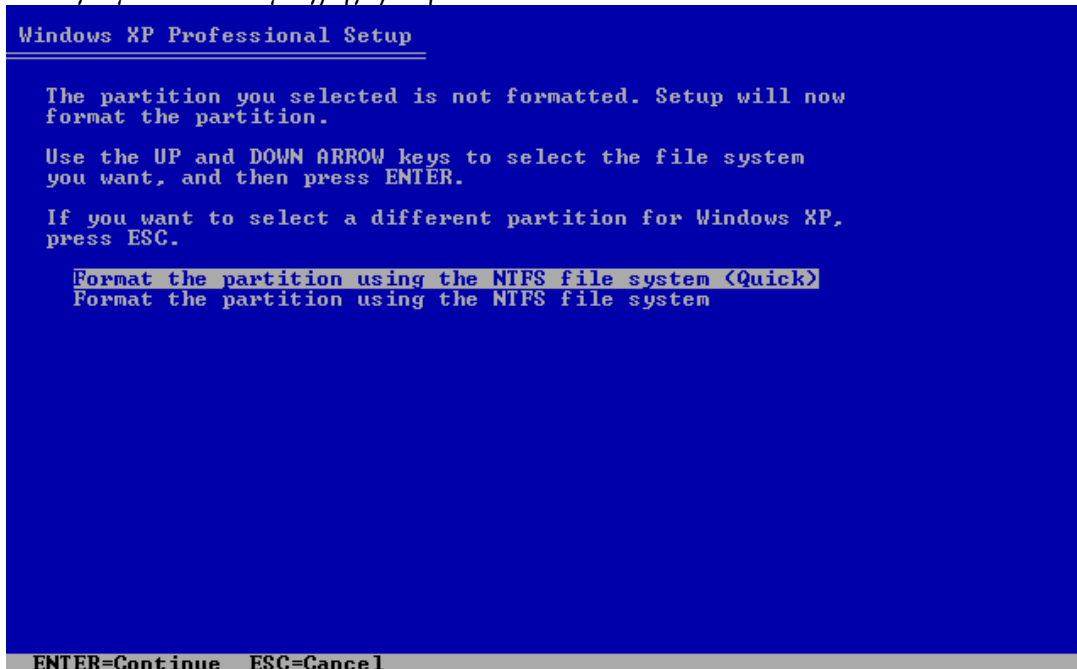 Windows XP Professional Setup
The partition you selected is not formatted. Setup will now
format the partition.
Use the UP and DOWN ARROW keys to select the file system
you want, and then press ENTER.
If you want to select a different partition for Windows XP,
press ESC.
Format the partition using the NTFS file system (Quick)
Format the partition using the NTFS file system
ENTER=Continue ESC=Cancel